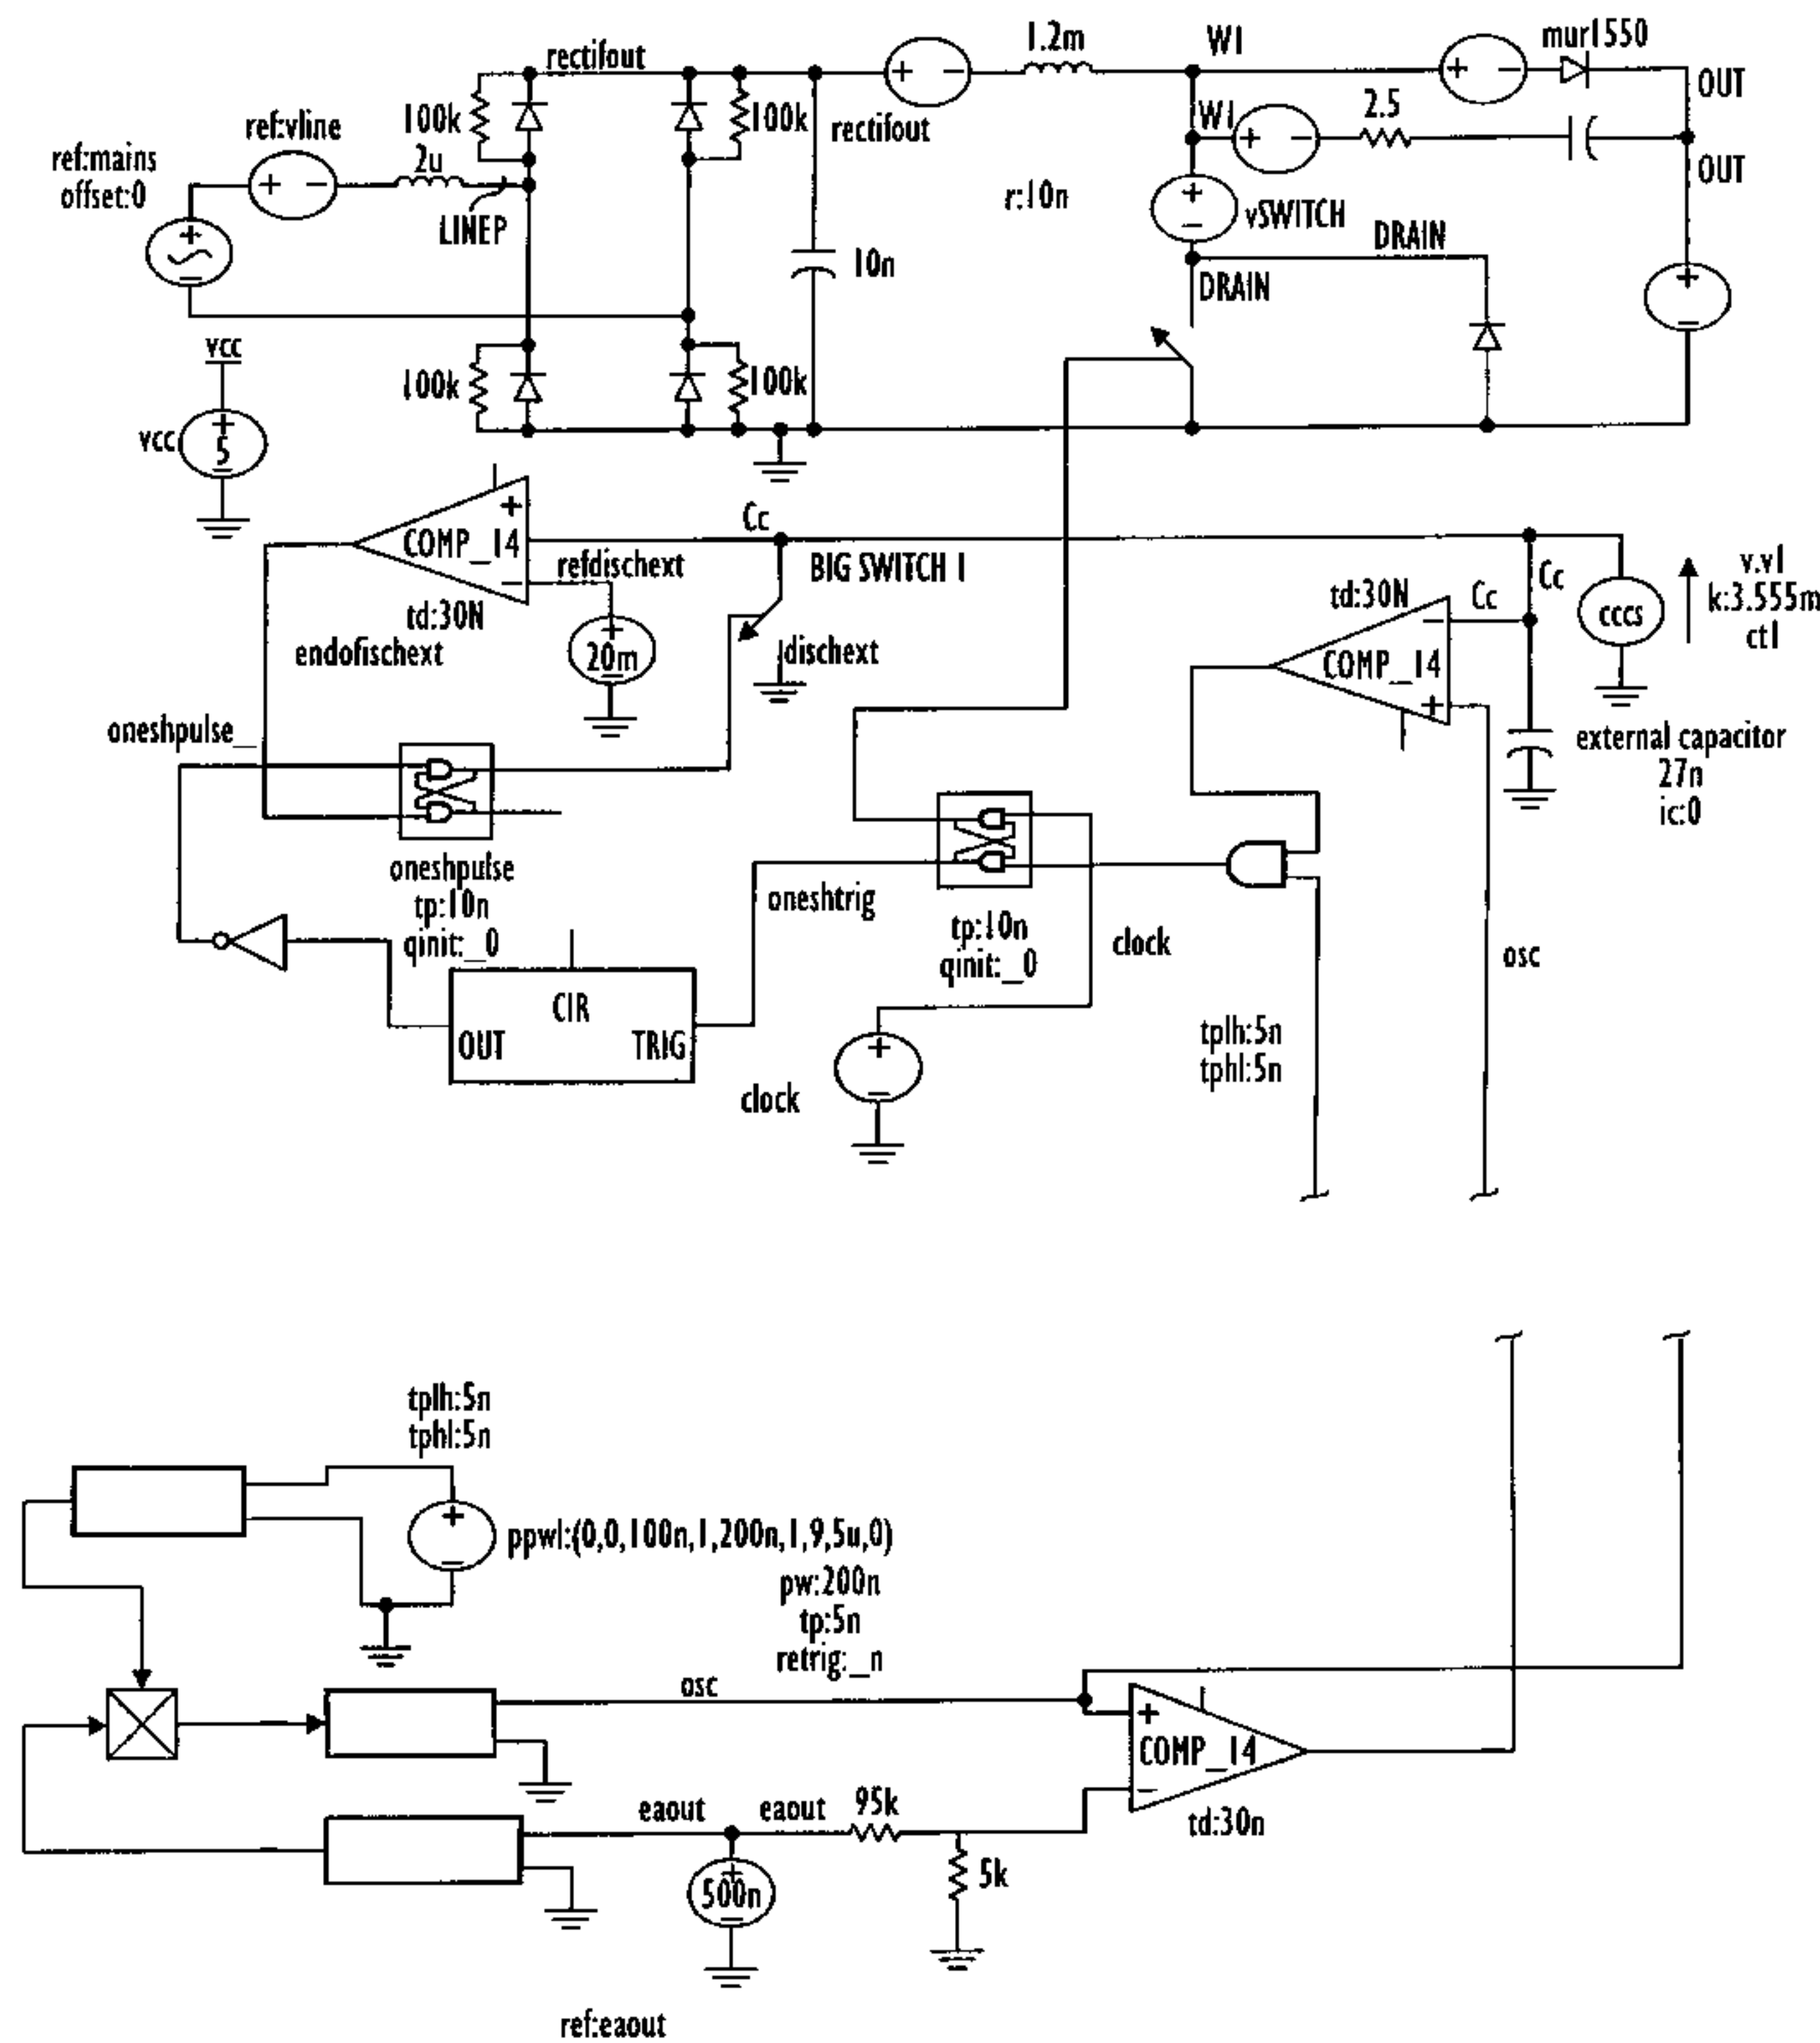 rectifout
1.2m
W1
mur1550
OUT
ref:vline
100k
100k
rectifout
W1
2.5
ref:mains
offset:0
2u
OUT
r:10n
vSWITCH
LINEP
DRAIN
10n
DRAIN
vcc
100k
100k
vcc
5
Cc
COMP_14
refdischext
BIG SWITCH 1
td:30N
Cc
Cc
v.v1
k:3.555m
ct1
cccs
td:30N
20m
dischext
endofischext
COMP_14
oneshpulse_
external capacitor
27n
ic:0
oneshpulse
tp:10n
qinit:_0
oneshtrig
tp:10n
qinit:_0
clock
osc
CIR
OUT
TRIG
tplh:5n
tphl:5n
clock
tplh:5n
tphl:5n
ppwl:(0,0,100n,1,200n,1,9,5u,0)
pw:200n
tp:5n
retrig:_n
osc
COMP_14
td:30n
eaout
eaout
95k
500n
5k
ref:eaout